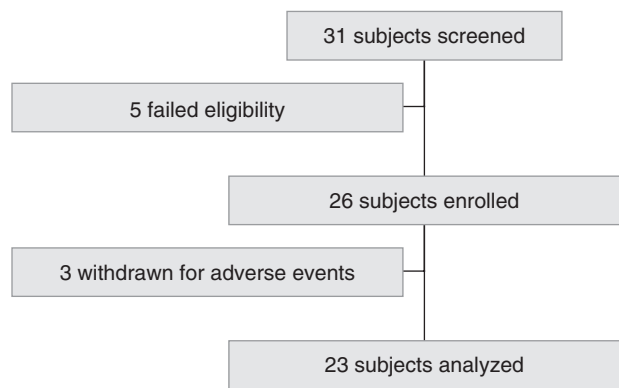 31 subjects screened
5 failed eligibility
26 subjects enrolled
3 withdrawn for adverse events
23 subjects analyzed